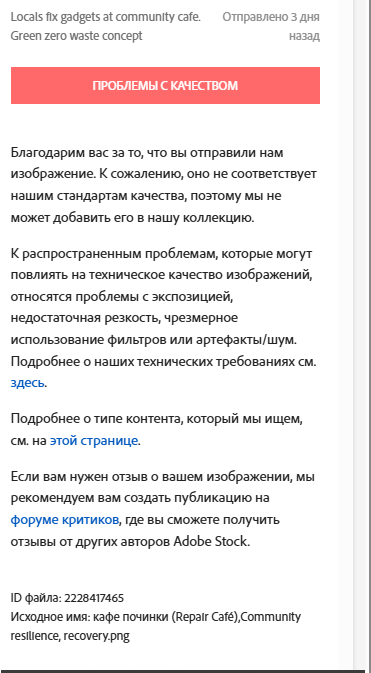 Locals fix gadgets at community cafe.
Green zero waste concept
Отправлено 3 дня
назад
ПРОБЛЕМЫ С КАЧЕСТВОМ
Благодарим вас за то, что вы отправили нам
изображение. К сожалению, оно не соответствует
нашим стандартам качества, поэтому мы не
может добавить его в нашу коллекцию.
К распространенным проблемам, которые могут
повлиять на техническое качество изображений,
относятся проблемы с экспозицией,
недостаточная резкость, чрезмерное
использование фильтров или артефакты/шум.
Подробнее о наших технических требованиях см.
здесь.
Подробнее о типе контента, который мы ищем,
см. на этой странице.
Если вам нужен отзыв о вашем изображении, мы
рекомендуем вам создать публикацию на
форуме критиков, где вы сможете получить
отзывы от других авторов Adobe Stock.
ID файла: 2228417465
Исходное имя: кафе починки (Repair Café),Community
resilience, recovery.png